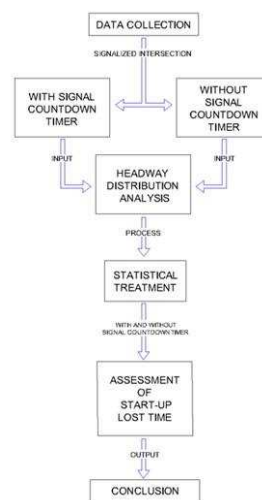 DATA COLLECTION
SIGNALIZED INTERSECTION
WITH SIGNAL
COUNTDOWN
TIMER
WITHOUT
SIGNAL
COUNTDOWN
TIMER
INPUT
INPUT
HEADWAY
DISTRIBUTION
ANALYSIS
PROCESS
STATISTICAL
TREATMENT
WITH AND WITHOUT
SIGNAL COUNTDOWN TIMER
ASSESSMENT
OF
START-UP
LOST TIME
OUTPUT
CONCLUSION